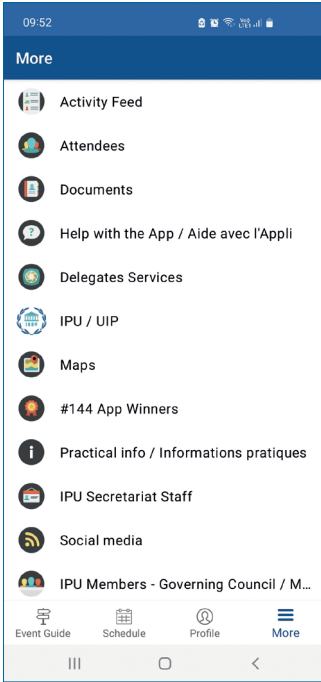 09:52
More
Activity Feed
Attendees
Documents
Help with the App / Aide avec l'Appli
Delegates Services
IPU / UIP
Maps
#144 App Winners
Practical info / Informations pratiques
IPU Secretariat Staff
Social media
IPU Members - Governing Council / M...
Event Guide
Schedule
Profile
More